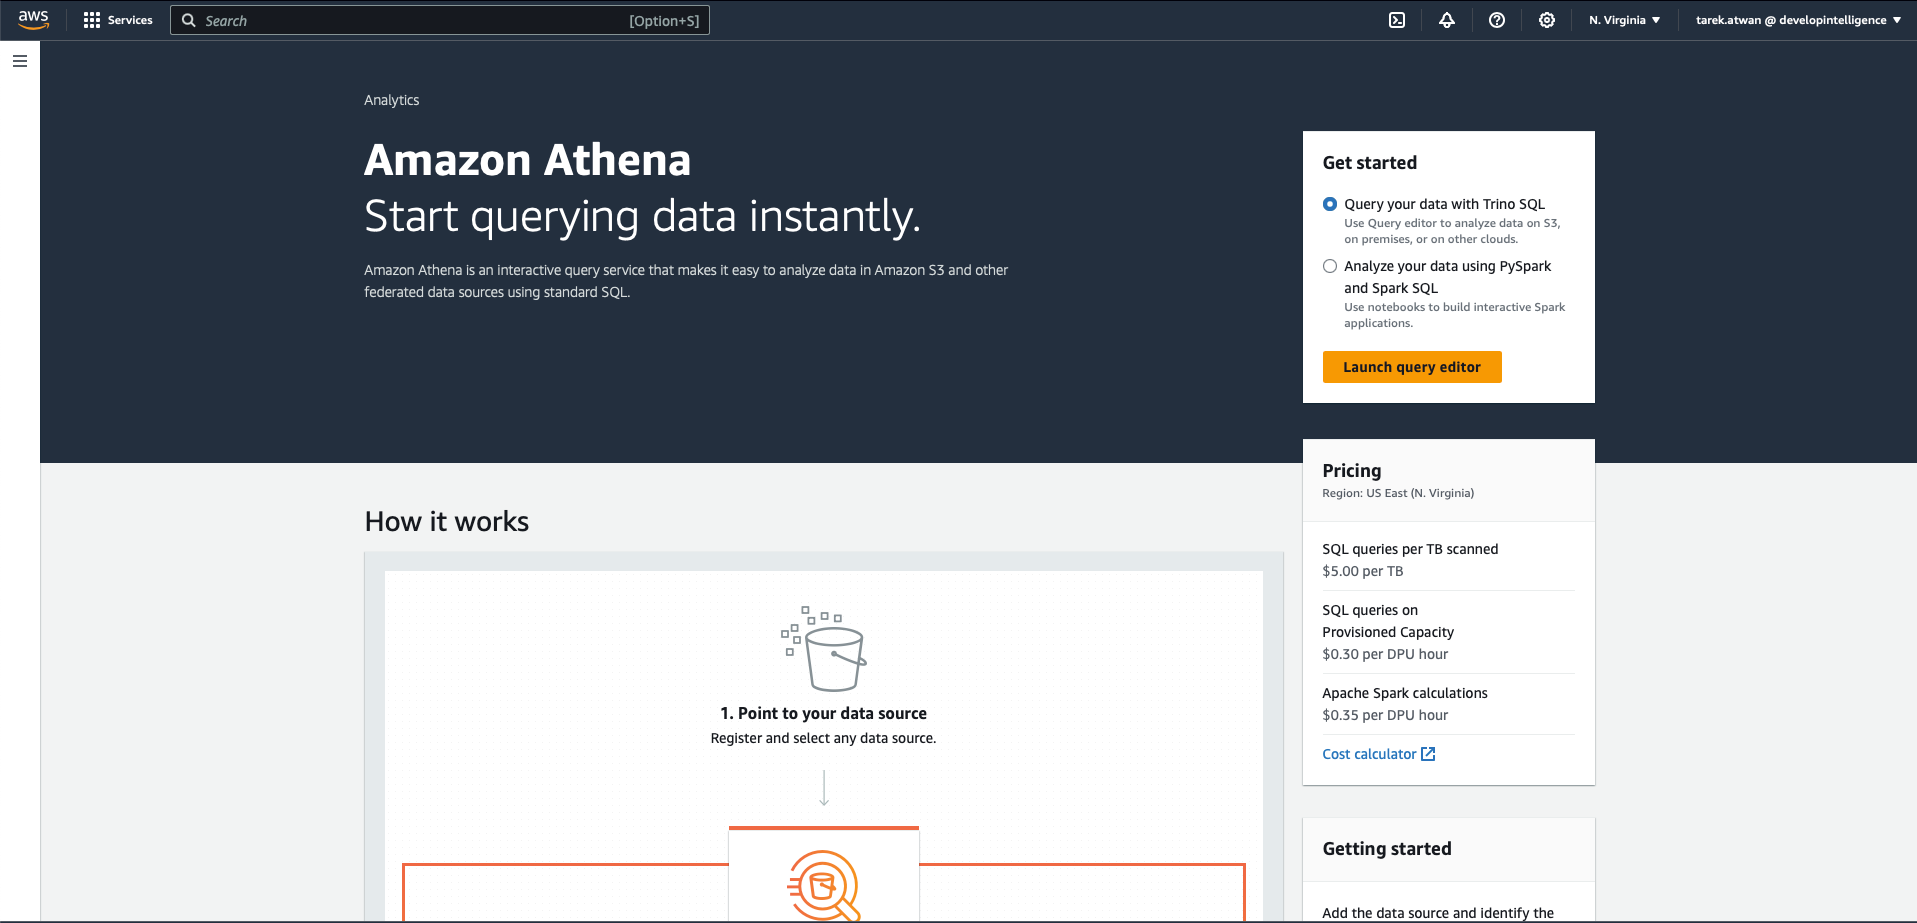 aws
Services
Search
[Option+S]
N. Virginia
tarek.atwan @ developintelligence
Analytics
Amazon Athena
Start querying data instantly.
Amazon Athena is an interactive query service that makes it easy to analyze data in Amazon S3 and other
federated data sources using standard SQL.
Get started
Query your data with Trino SQL
Use Query editor to analyze data on S3,
on premises, or on other clouds.
Analyze your data using PySpark
and Spark SQL
Use notebooks to build interactive Spark
applications.
Launch query editor
Pricing
Region: US East (N. Virginia)
SQL queries per TB scanned
$5.00 per TB
SQL queries on
Provisioned Capacity
$0.30 per DPU hour
Apache Spark calculations
$0.35 per DPU hour
Cost calculator
Getting started
Add the data source and identify the
How it works
1. Point to your data source
Register and select any data source.